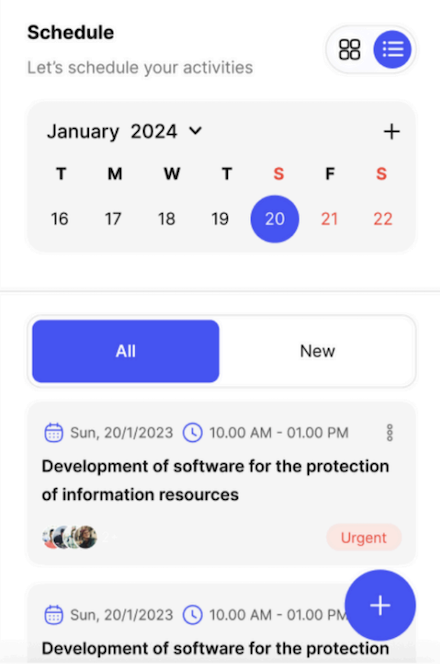 Schedule
Let's schedule your activities
January 2024
T M W T S F S
16 17 18 19 20 21 22
All New
Sun, 20/1/2023 10.00 AM - 01.00 PM
Development of software for the protection
of information resources
Urgent
Sun, 20/1/2023 10.00 AM - 01.00 PM
Development of software for the protection